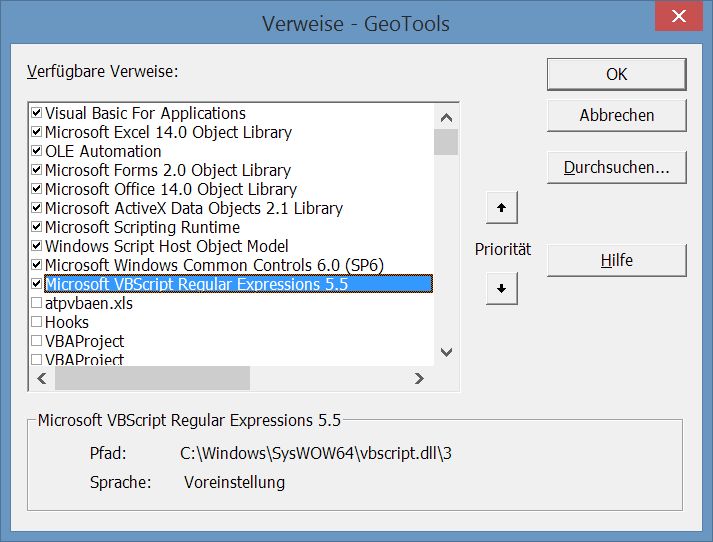 Verweise - GeoTools
Verfügbare Verweise:
Visual Basic For Applications
Microsoft Excel 14.0 Object Library
OLE Automation
Microsoft Forms 2.0 Object Library
Microsoft Office 14.0 Object Library
Microsoft ActiveX Data Objects 2.1 Library
Microsoft Scripting Runtime
Windows Script Host Object Model
Microsoft Windows Common Controls 6.0 (SP6)
Microsoft VBScript Regular Expressions 5.5
atpvbaen.xls
Hooks
VBAProject
VBAProject
Priorität
OK
Abbrechen
Durchsuchen...
Hilfe
Microsoft VBScript Regular Expressions 5.5
Pfad: C:\Windows\SysWOW64\vbscript.dll\3
Sprache: Voreinstellung